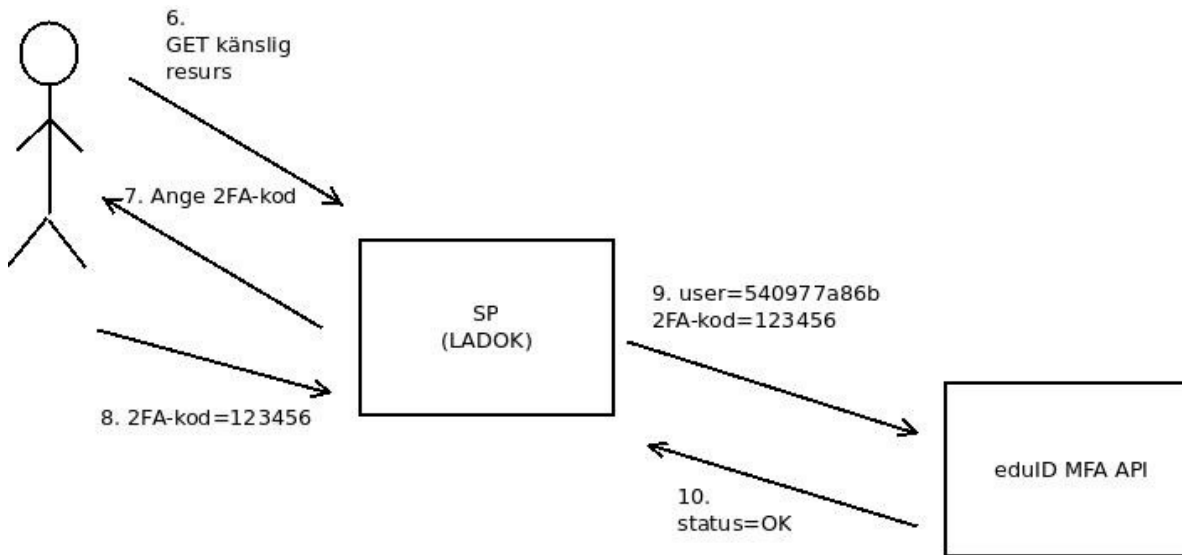 6.
GET känslig
resurs
7. Ange 2FA-kod
SP
(LADOK)
8. 2FA-kod=123456
9. user=540977a86b
2FA-kod=123456
eduID MFA API
10.
status=OK